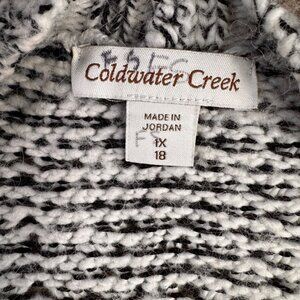 Coldwater Creek
MADE IN
JORDAN
1X
18